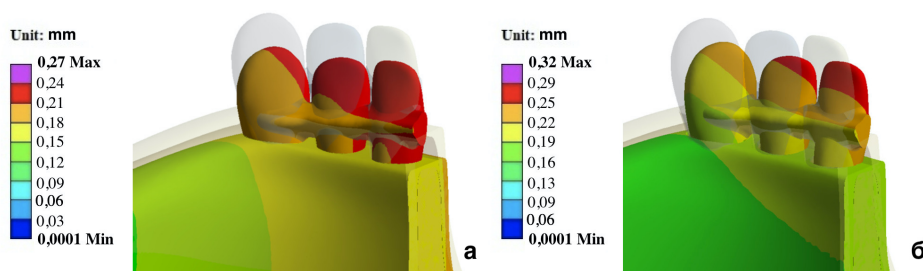 Unit: mm
0,27 Max
0,24
0,21
0,18
0,15
0,12
0,09
0,06
0,03
0,0001 Min
а
Unit: mm
0,32 Max
0,29
0,25
0,22
0,19
0,16
0,13
0,09
0,06
0,0001 Min
б